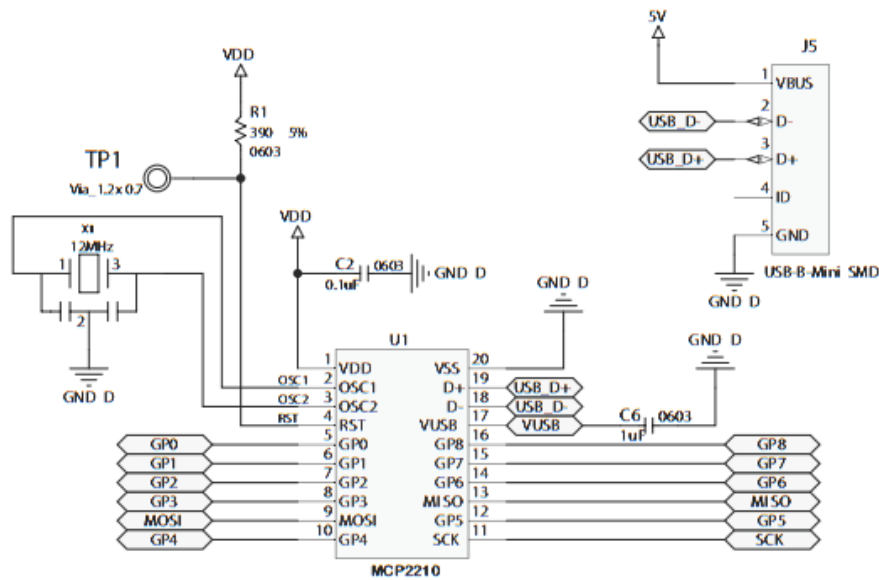 5V
J5
VDD
1 VBUS
R1
390 5%
0603
2
USB_D- D-
TP1
3
USB_D+ D+
Via_1.2x0.7
4 ID
VDD
X1
12MHz
5 GND
1 3
C2 0603
GND D
0.1uF
USB-B-Mini SMD
GND D
2
GND D
GND D
U1
GND D
1 VDD VSS 20
OSC1 2 OSC1 D+ 19 USB_D+
OSC2 3 OSC2 D- 18 USB_D-
RST 4 RST VUSB 17 VUSB
C6 0603
1uF
GP0 5 GP0 GP8 16 GP8
GP1 6 GP1 GP7 15 GP7
GP2 7 GP2 GP6 14 GP6
GP3 8 GP3 MISO 13 MISO
MOSI 9 MOSI GP5 12 GP5
GP4 10 GP4 SCK 11 SCK
MCP2210